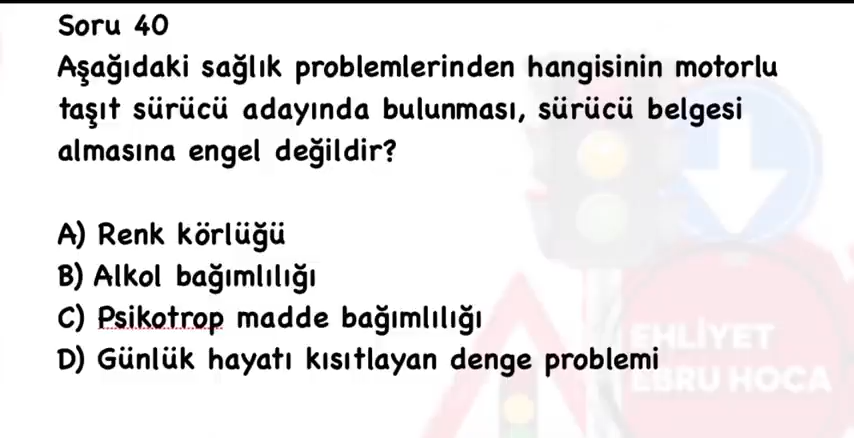 Soru 40
Aşağıdaki sağlık problemlerinden hangisinin motorlu
taşıt sürücü adayında bulunması, sürücü belgesi
almasına engel değildir?
A) Renk körlüğü
B) Alkol bağımlılığı
C) Psikotrop madde bağımlılığı
D) Günlük hayatı kısıtlayan denge problemi
EHLİYET
EBRU HOCA